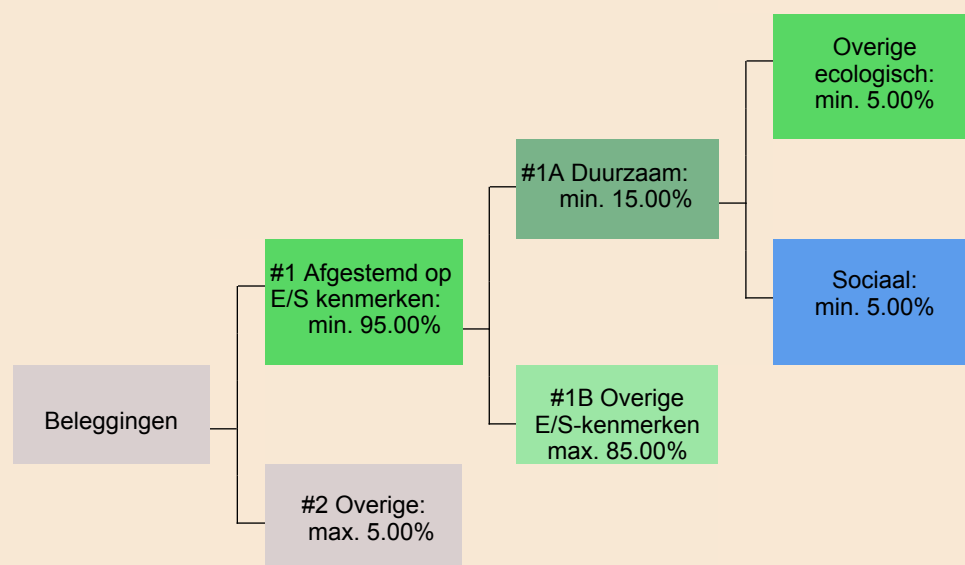 Overige
ecologisch:
min. 5.00%
#1A Duurzaam:
min. 15.00%
#1 Afgestemd op
E/S kenmerken:
min. 95.00%
Sociaal:
min. 5.00%
Beleggingen
#1B Overige
E/S-kenmerken
max. 85.00%
#2 Overige:
max. 5.00%